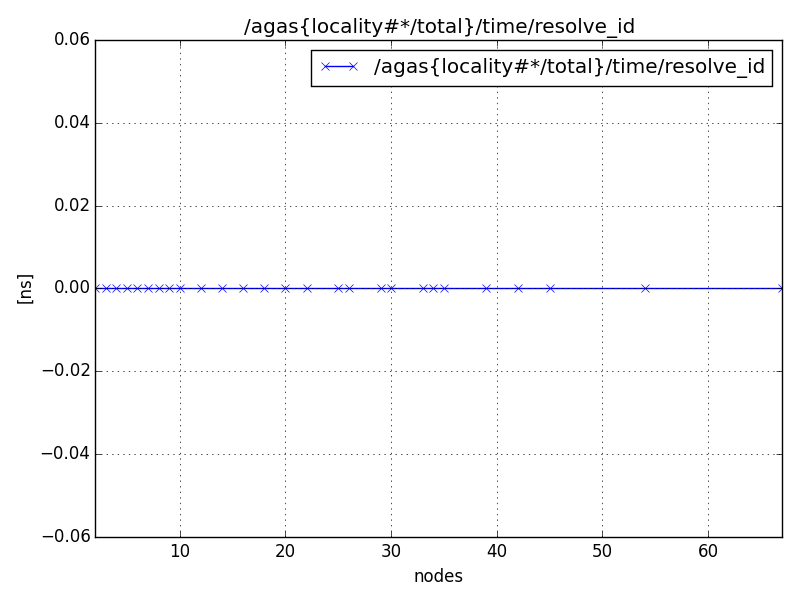 /agas{locality#*/total}/time/resolve_id
/agas{locality#*/total}/time/resolve_id
0.06
0.04
0.02
0.00
−0.02
−0.04
−0.06
[ns]
10 20 30 40 50 60
nodes